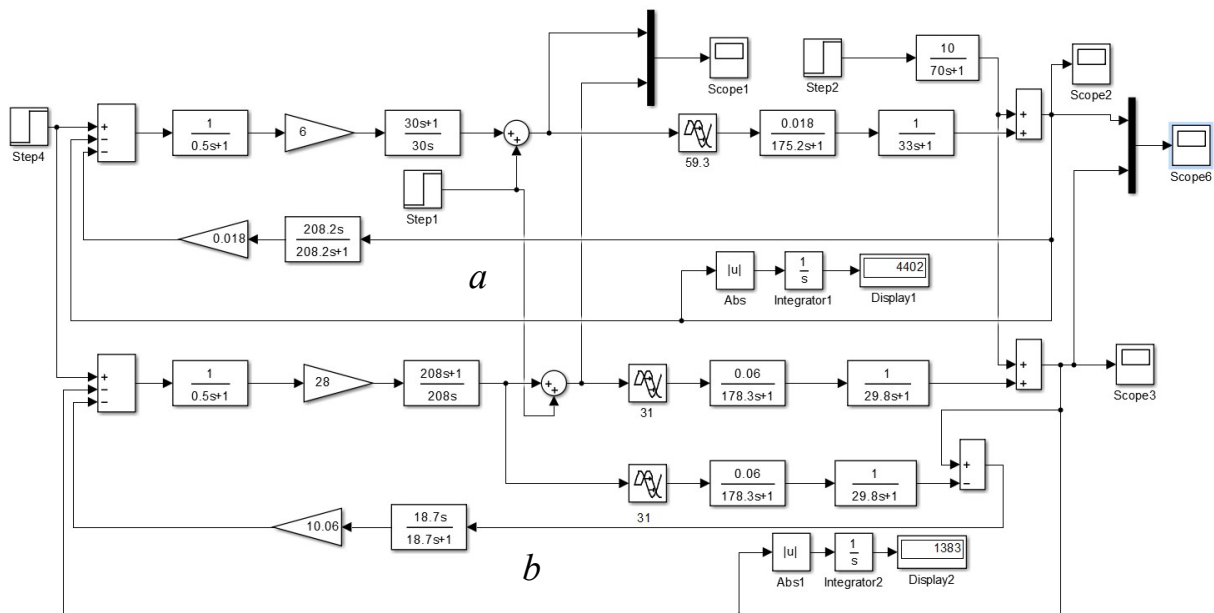 Step4
+
−
−
1
0.5s+1
6
30s+1
30s
+
+
Step1
Scope1
Step2
10
70s+1
59.3
0.018
175.2s+1
1
33s+1
+
+
Scope2
Scope6
0.018
208.2s
208.2s+1
a
|u|
Abs
1
s
Integrator1
4402
Display1
+
−
−
1
0.5s+1
28
208s+1
208s
+
+
31
0.06
178.3s+1
1
29.8s+1
+
+
Scope3
31
0.06
178.3s+1
1
29.8s+1
+
−
10.06
18.7s
18.7s+1
b
|u|
Abs1
1
s
Integrator2
1383
Display2